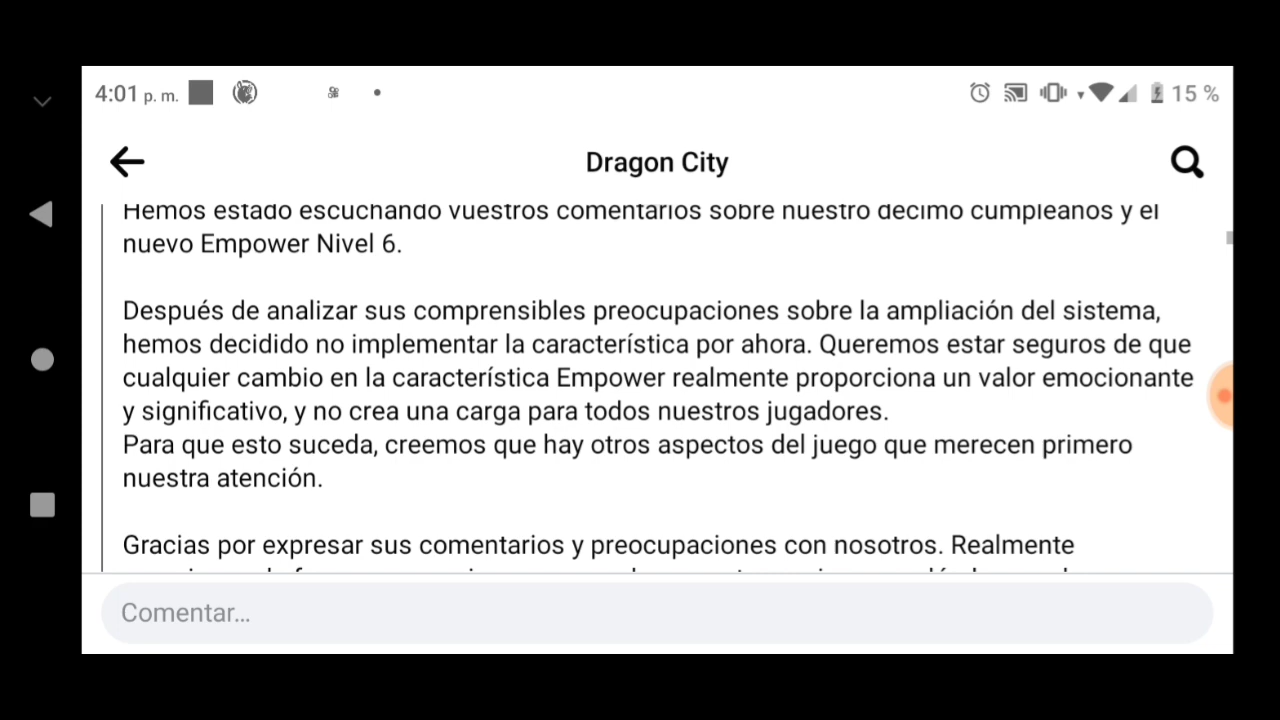 4:01 p. m.
15 %
Dragon City
Hemos estado escuchando vuestros comentarios sobre nuestro décimo cumpleaños y el
nuevo Empower Nivel 6.
Después de analizar sus comprensibles preocupaciones sobre la ampliación del sistema,
hemos decidido no implementar la característica por ahora. Queremos estar seguros de que
cualquier cambio en la característica Empower realmente proporciona un valor emocionante
y significativo, y no crea una carga para todos nuestros jugadores.
Para que esto suceda, creemos que hay otros aspectos del juego que merecen primero
nuestra atención.
Gracias por expresar sus comentarios y preocupaciones con nosotros. Realmente
Comentar...